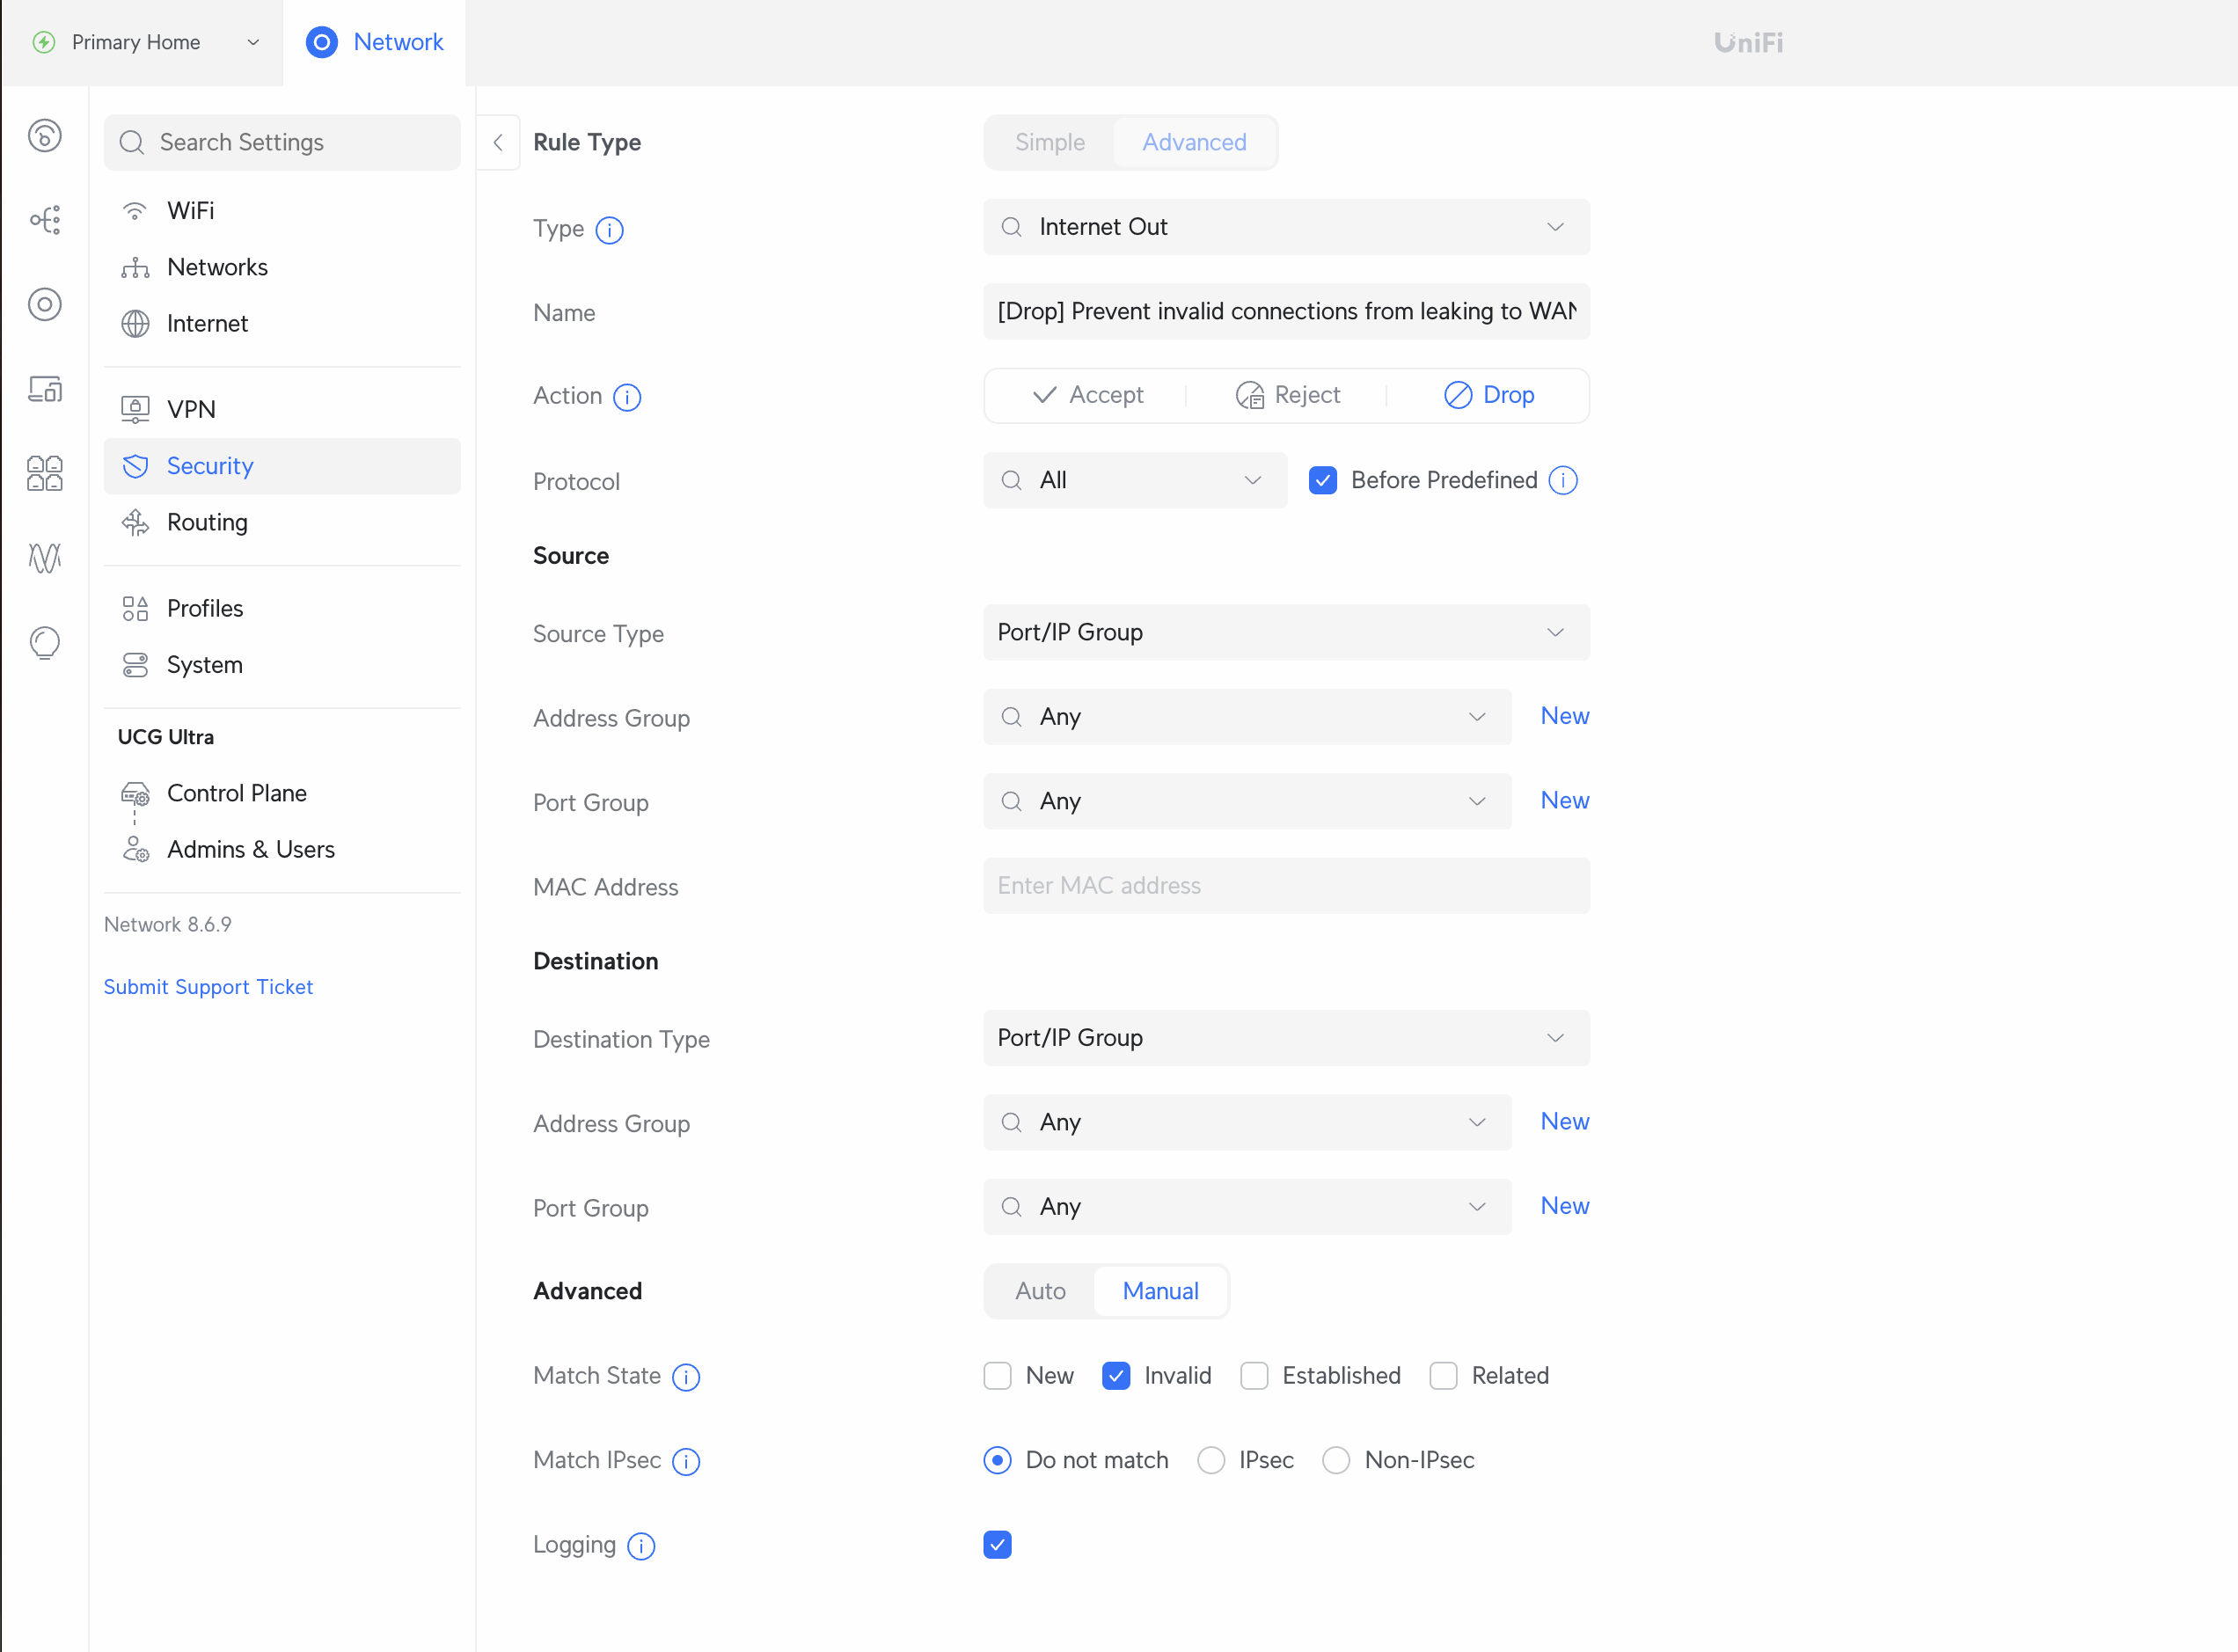 Primary Home
Network
UniFi
Search Settings
WiFi
Networks
Internet
VPN
Security
Routing
Profiles
System
UCG Ultra
Control Plane
Admins & Users
Network 8.6.9
Submit Support Ticket
Rule Type Simple Advanced
Type Internet Out
Name [Drop] Prevent invalid connections from leaking to WAN
Action Accept Reject Drop
Protocol All Before Predefined
Source
Source Type Port/IP Group
Address Group Any New
Port Group Any New
MAC Address Enter MAC address
Destination
Destination Type Port/IP Group
Address Group Any New
Port Group Any New
Advanced Auto Manual
Match State New Invalid Established Related
Match IPsec Do not match IPsec Non-IPsec
Logging